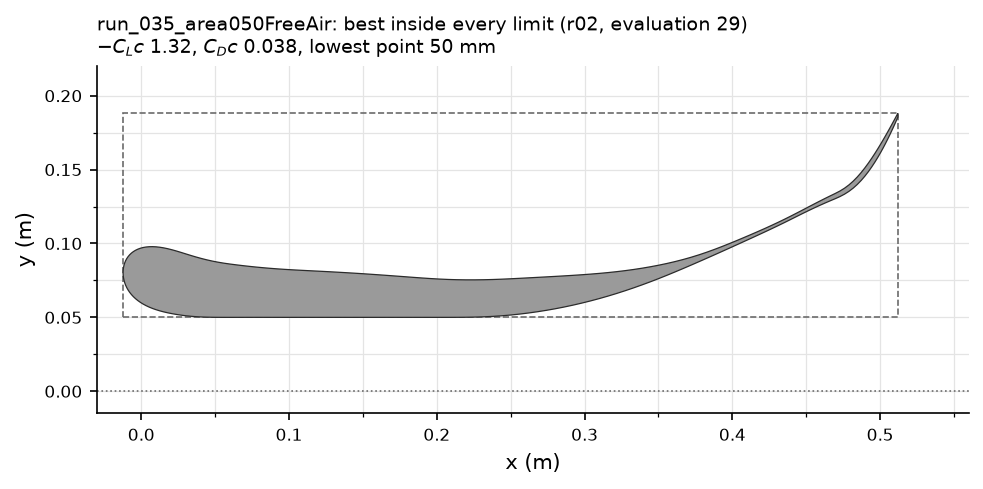 run_035_area050FreeAir: best inside every limit (r02, evaluation 29)
−C_Lc 1.32, C_Dc 0.038, lowest point 50 mm
0.20
0.15
0.10
0.05
0.00
y (m)
0.0 0.1 0.2 0.3 0.4 0.5
x (m)